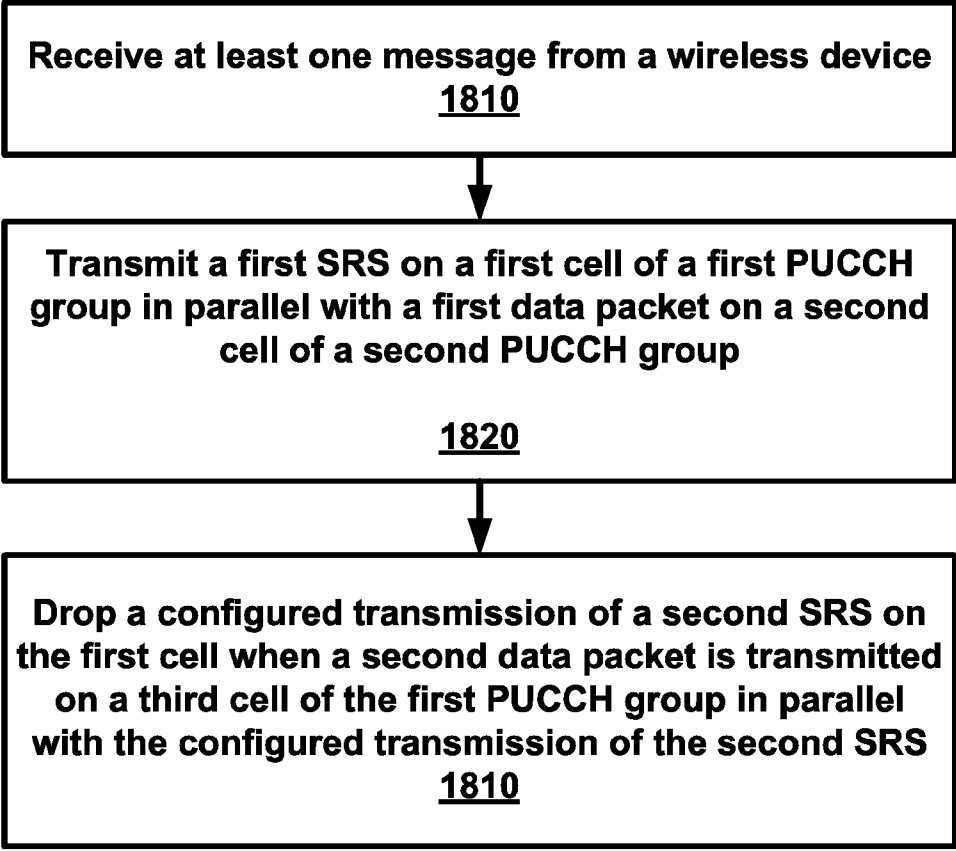 Receive at least one message from a wireless device
1810
Transmit a first SRS on a first cell of a first PUCCH
group in parallel with a first data packet on a second
cell of a second PUCCH group
1820
Drop a configured transmission of a second SRS on
the first cell when a second data packet is transmitted
on a third cell of the first PUCCH group in parallel
with the configured transmission of the second SRS
1810